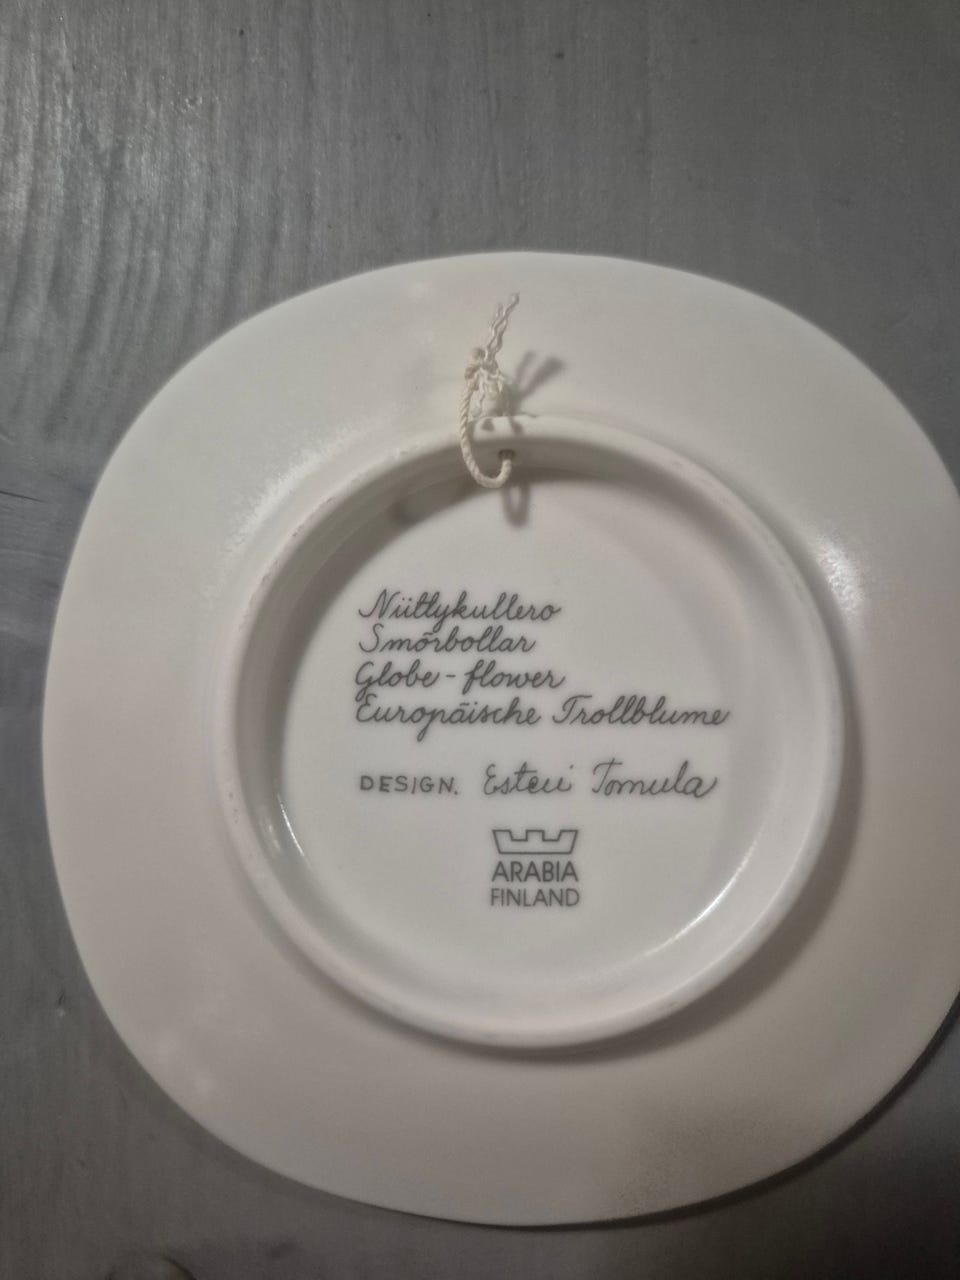 Niittykullero
Smörbollar
Globe-flower
Europäische Trollblume
DESIGN. Esteri Tomula
ARABIA
FINLAND